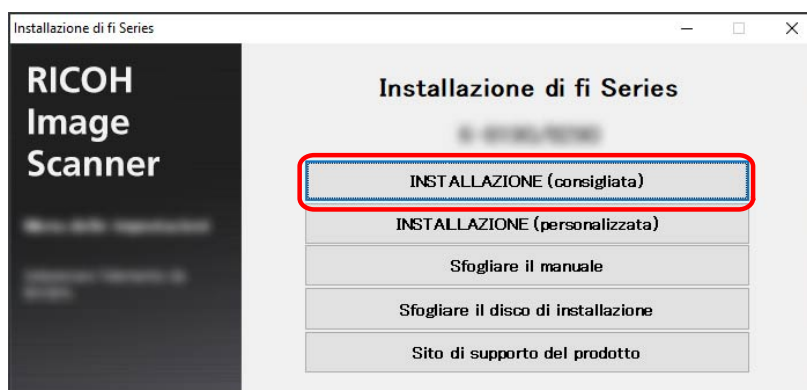 Installazione di fi Series
RICOH
Image
Scanner
Installazione di fi Series
INSTALLAZIONE (consigliata)
INSTALLAZIONE (personalizzata)
Sfogliare il manuale
Sfogliare il disco di installazione
Sito di supporto del prodotto